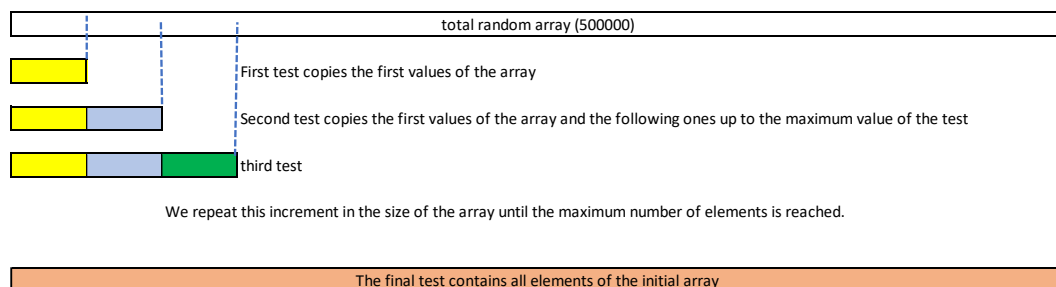 total random array (500000)
First test copies the first values of the array
Second test copies the first values of the array and the following ones up to the maximum value of the test
third test
We repeat this increment in the size of the array until the maximum number of elements is reached.
The final test contains all elements of the initial array